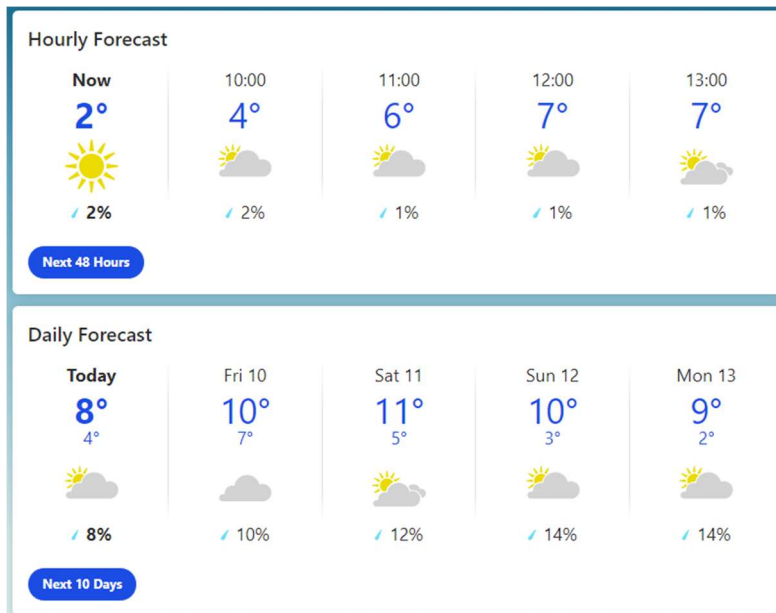 Hourly Forecast
Now 10:00 11:00 12:00 13:00
2° 4° 6° 7° 7°
2% 2% 1% 1% 1%
Next 48 Hours
Daily Forecast
Today Fri 10 Sat 11 Sun 12 Mon 13
8° 10° 11° 10° 9°
4° 7° 5° 3° 2°
8% 10% 12% 14% 14%
Next 10 Days